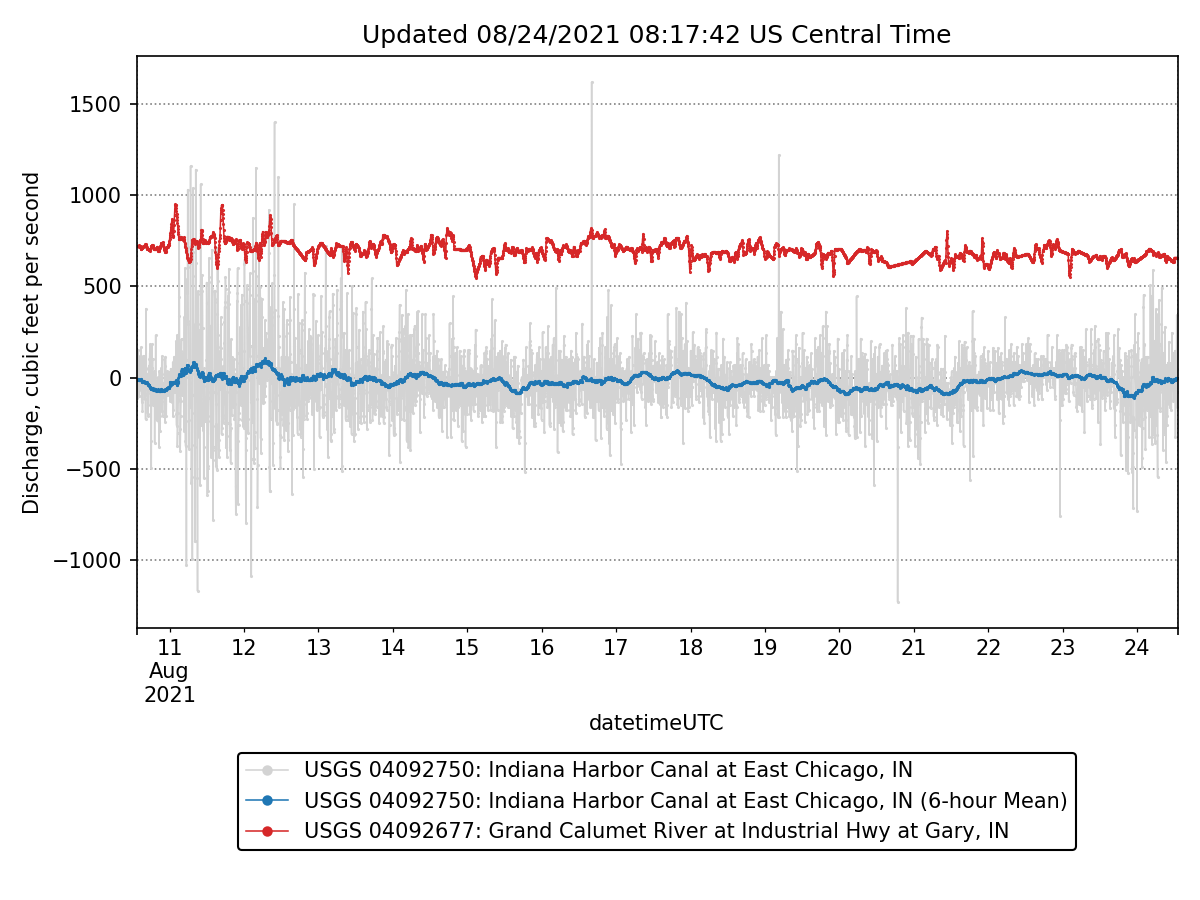 Updated 08/24/2021 08:17:42 US Central Time
Discharge, cubic feet per second
1500
1000
500
0
−500
−1000
11 12 13 14 15 16 17 18 19 20 21 22 23 24
Aug
2021
datetimeUTC
USGS 04092750: Indiana Harbor Canal at East Chicago, IN
USGS 04092750: Indiana Harbor Canal at East Chicago, IN (6-hour Mean)
USGS 04092677: Grand Calumet River at Industrial Hwy at Gary, IN